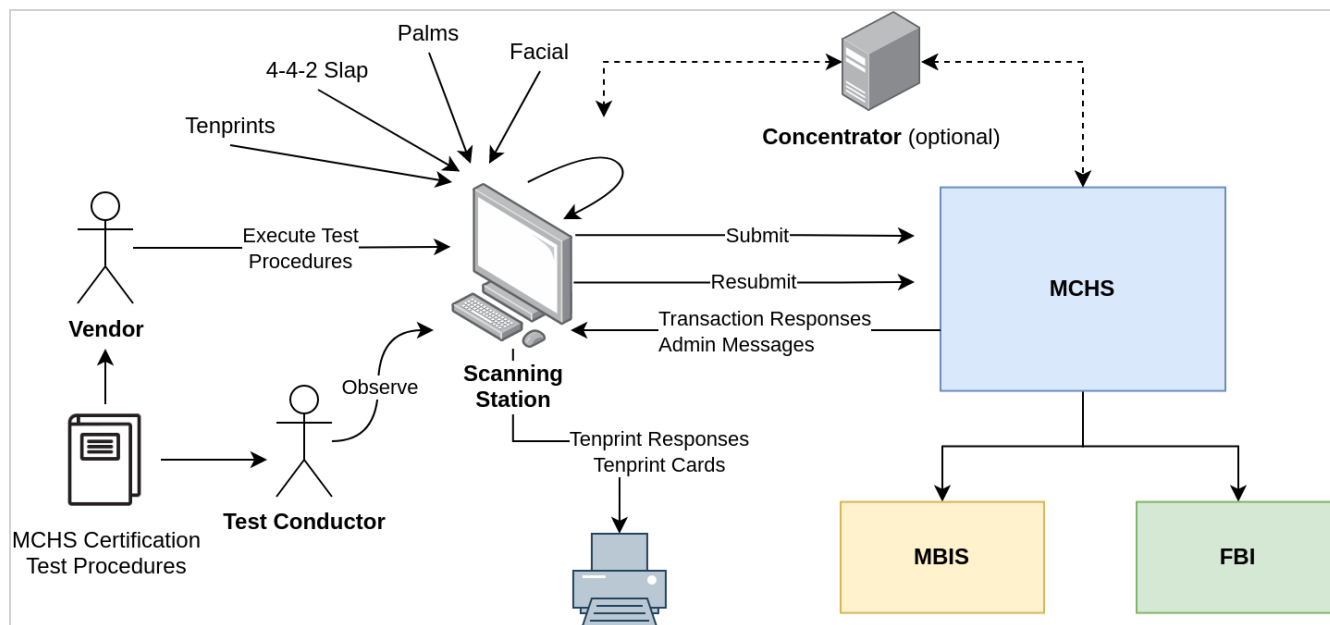 Palms
Facial
4-4-2 Slap
Tenprints
Concentrator (optional)
Execute Test
Procedures
Submit
Resubmit
MCHS
Transaction Responses
Admin Messages
Vendor
Observe
Scanning
Station
Tenprint Responses
Tenprint Cards
Test Conductor
MCHS Certification
Test Procedures
MBIS
FBI